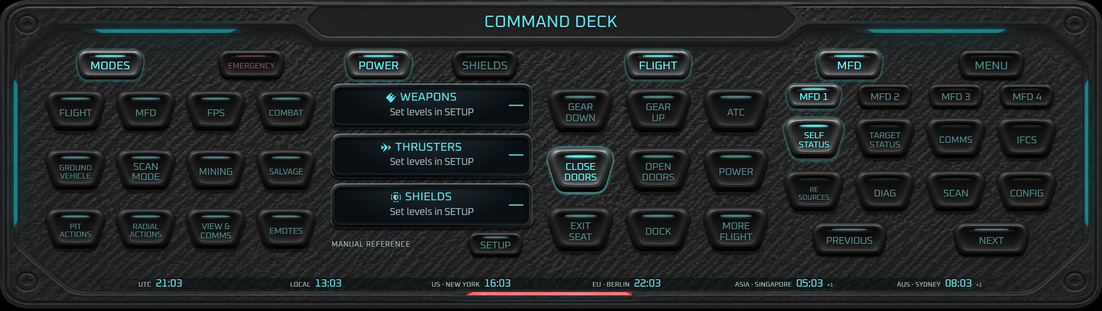 COMMAND DECK
MODES
EMERGENCY
POWER
SHIELDS
FLIGHT
MFD
MENU
FLIGHT
MFD
FPS
COMBAT
GROUND
VEHICLE
SCAN
MODE
MINING
SALVAGE
PIT
ACTIONS
RADIAL
ACTIONS
VIEW &
COMMS
EMOTES
WEAPONS
Set levels in SETUP
THRUSTERS
Set levels in SETUP
SHIELDS
Set levels in SETUP
MANUAL REFERENCE
SETUP
GEAR
DOWN
GEAR
UP
ATC
CLOSE
DOORS
OPEN
DOORS
POWER
EXIT
SEAT
DOCK
MORE
FLIGHT
MFD 1
MFD 2
MFD 3
MFD 4
SELF
STATUS
TARGET
STATUS
COMMS
IFCS
RE
SOURCES
DIAG
SCAN
CONFIG
PREVIOUS
NEXT
UTC 21:03
LOCAL 13:03
US · NEW YORK 16:03
EU · BERLIN 22:03
ASIA · SINGAPORE 05:03 +1
AUS · SYDNEY 08:03 +1